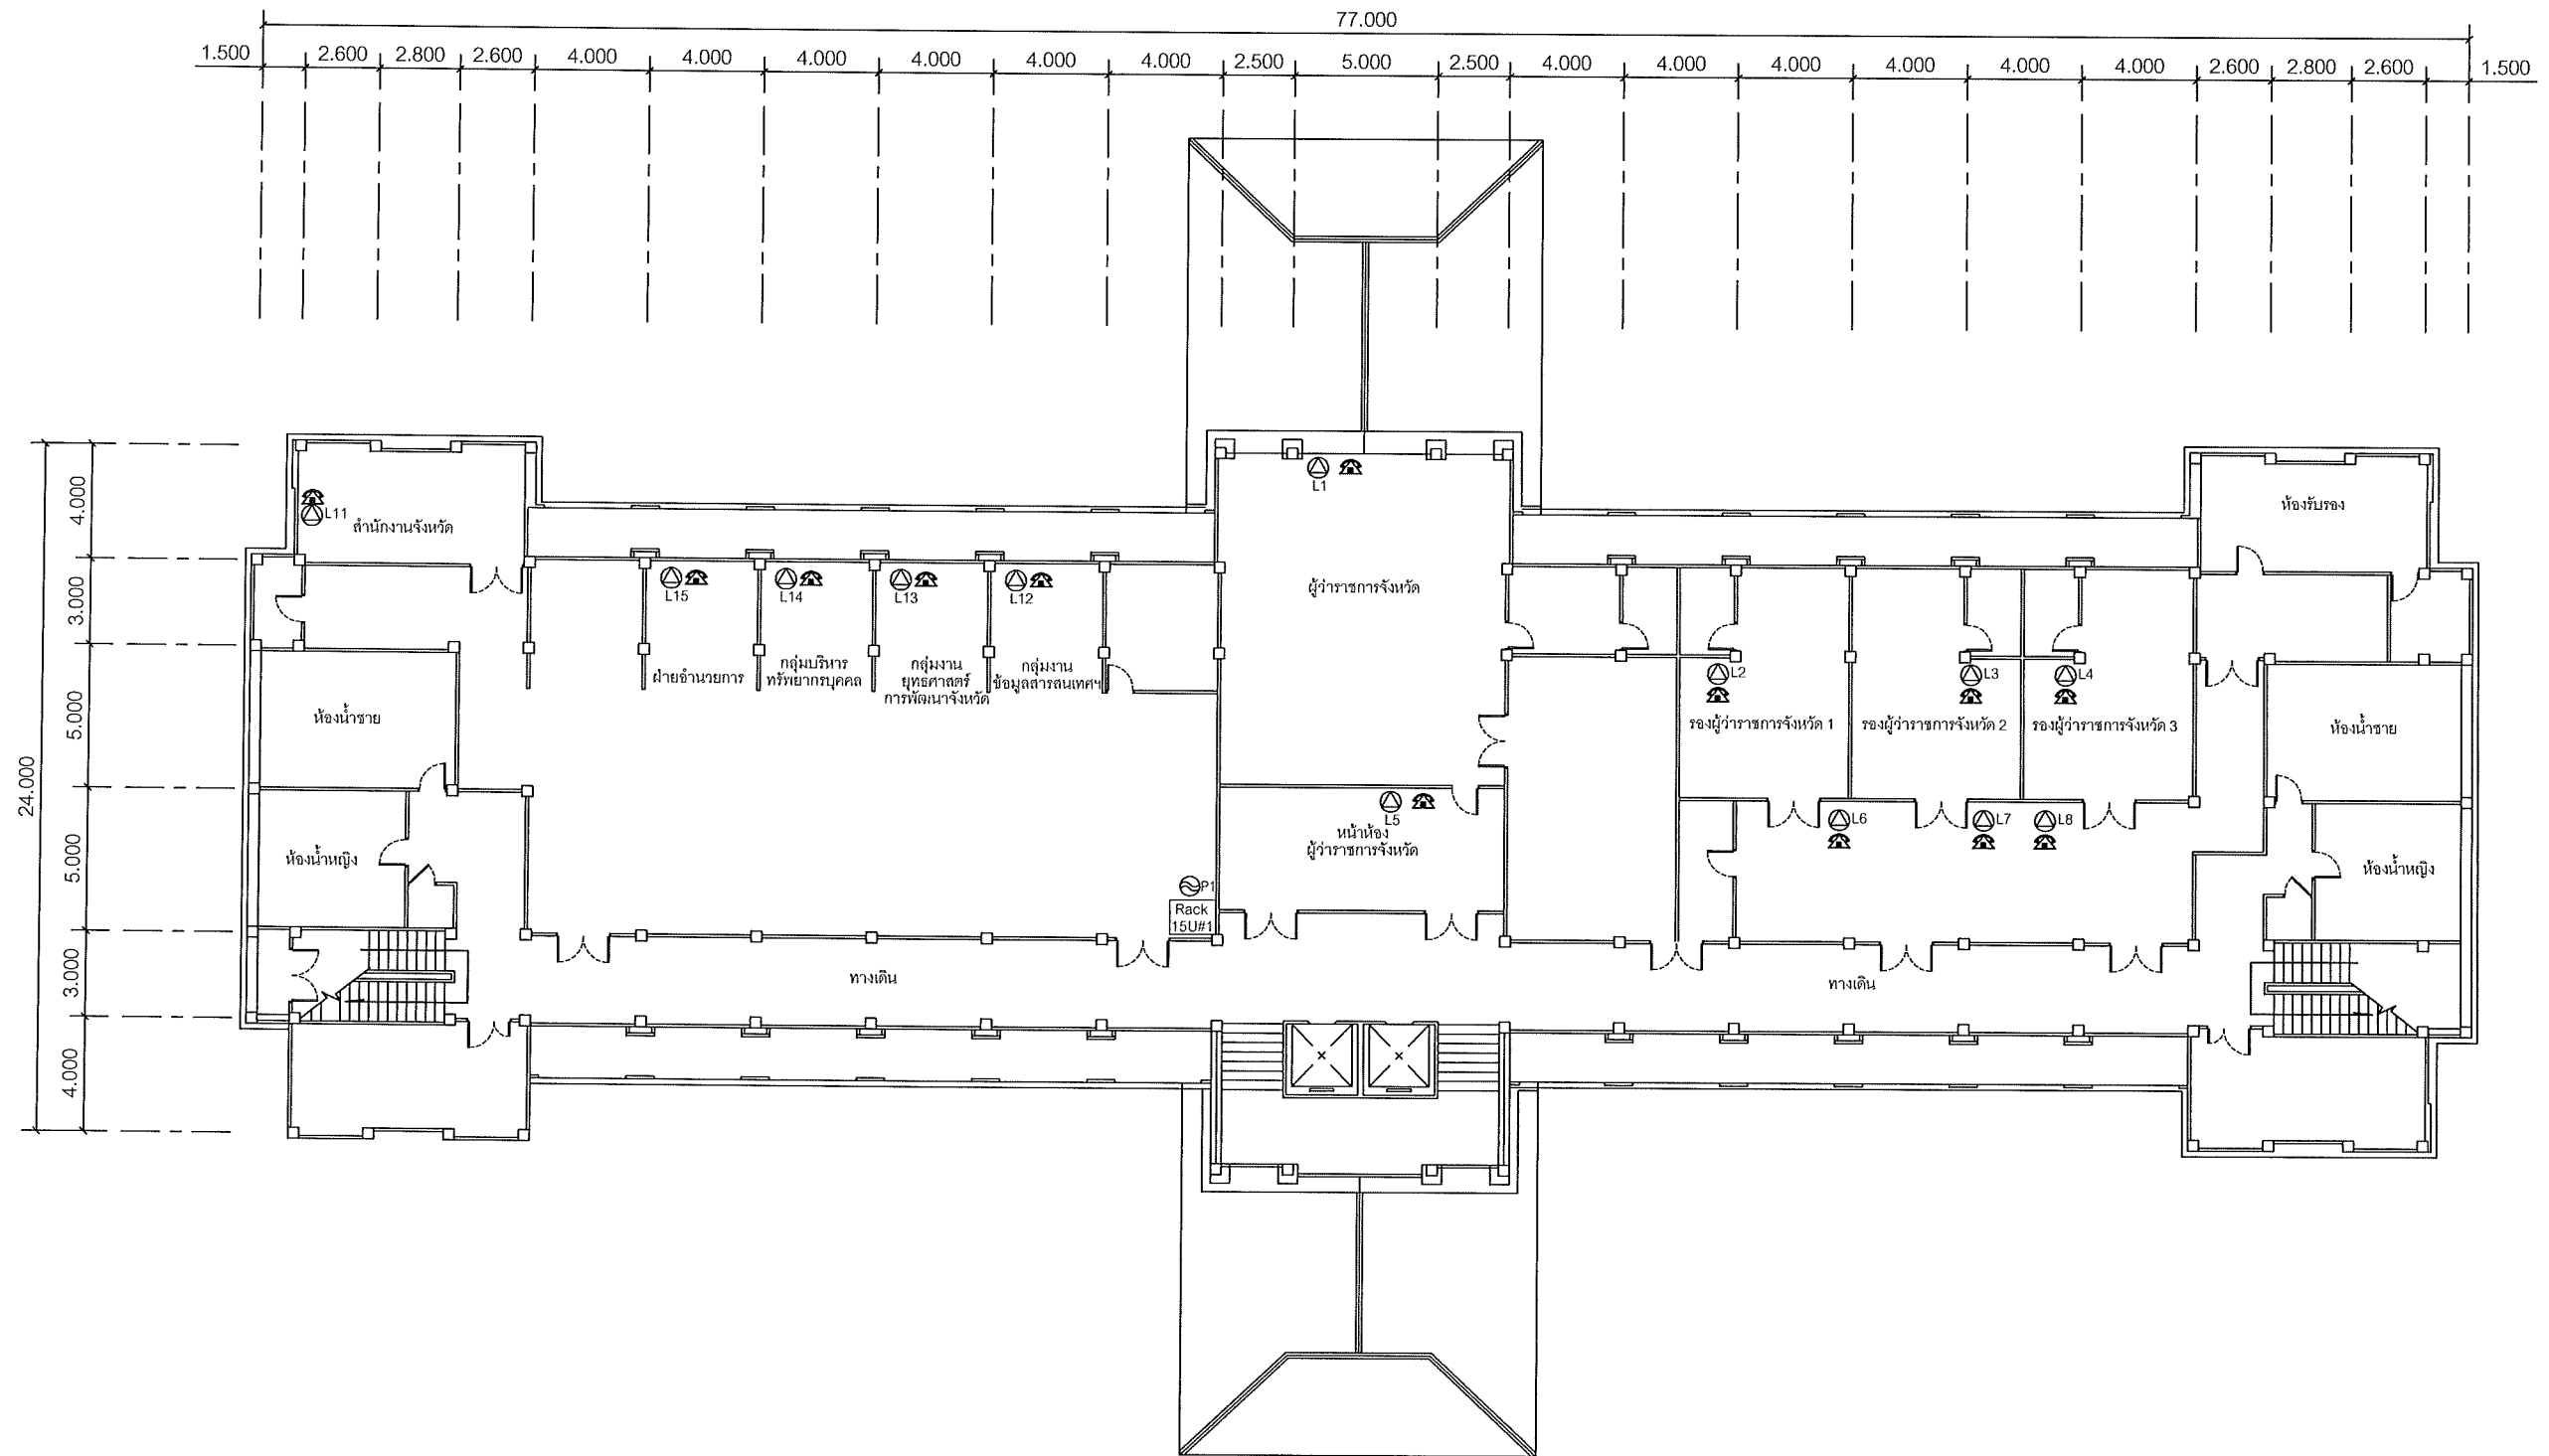 77.000
1.500 2.600 2.800 2.600 4.000 4.000 4.000 4.000 4.000 4.000 2.500 5.000 2.500 4.000 4.000 4.000 4.000 4.000 4.000 2.600 2.800 2.600 1.500
24.000
4.000
3.000
5.000
5.000
3.000
4.000
L11
สำนักงานจังหวัด
L1
ห้องรับรอง
L15
L14
L13
L12
ผู้ว่าราชการจังหวัด
ฝ่ายอำนวยการ
กลุ่มบริหาร
ทรัพยากรบุคคล
กลุ่มงาน
ยุทธศาสตร์
การพัฒนาจังหวัด
กลุ่มงาน
ข้อมูลสารสนเทศฯ
L2
L3
L4
รองผู้ว่าราชการจังหวัด 1
รองผู้ว่าราชการจังหวัด 2
รองผู้ว่าราชการจังหวัด 3
ห้องน้ำชาย
ห้องน้ำชาย
L5
หน้าห้อง
ผู้ว่าราชการจังหวัด
L6
L7
L8
ห้องน้ำหญิง
ห้องน้ำหญิง
P1
Rack
15U#1
ทางเดิน
ทางเดิน